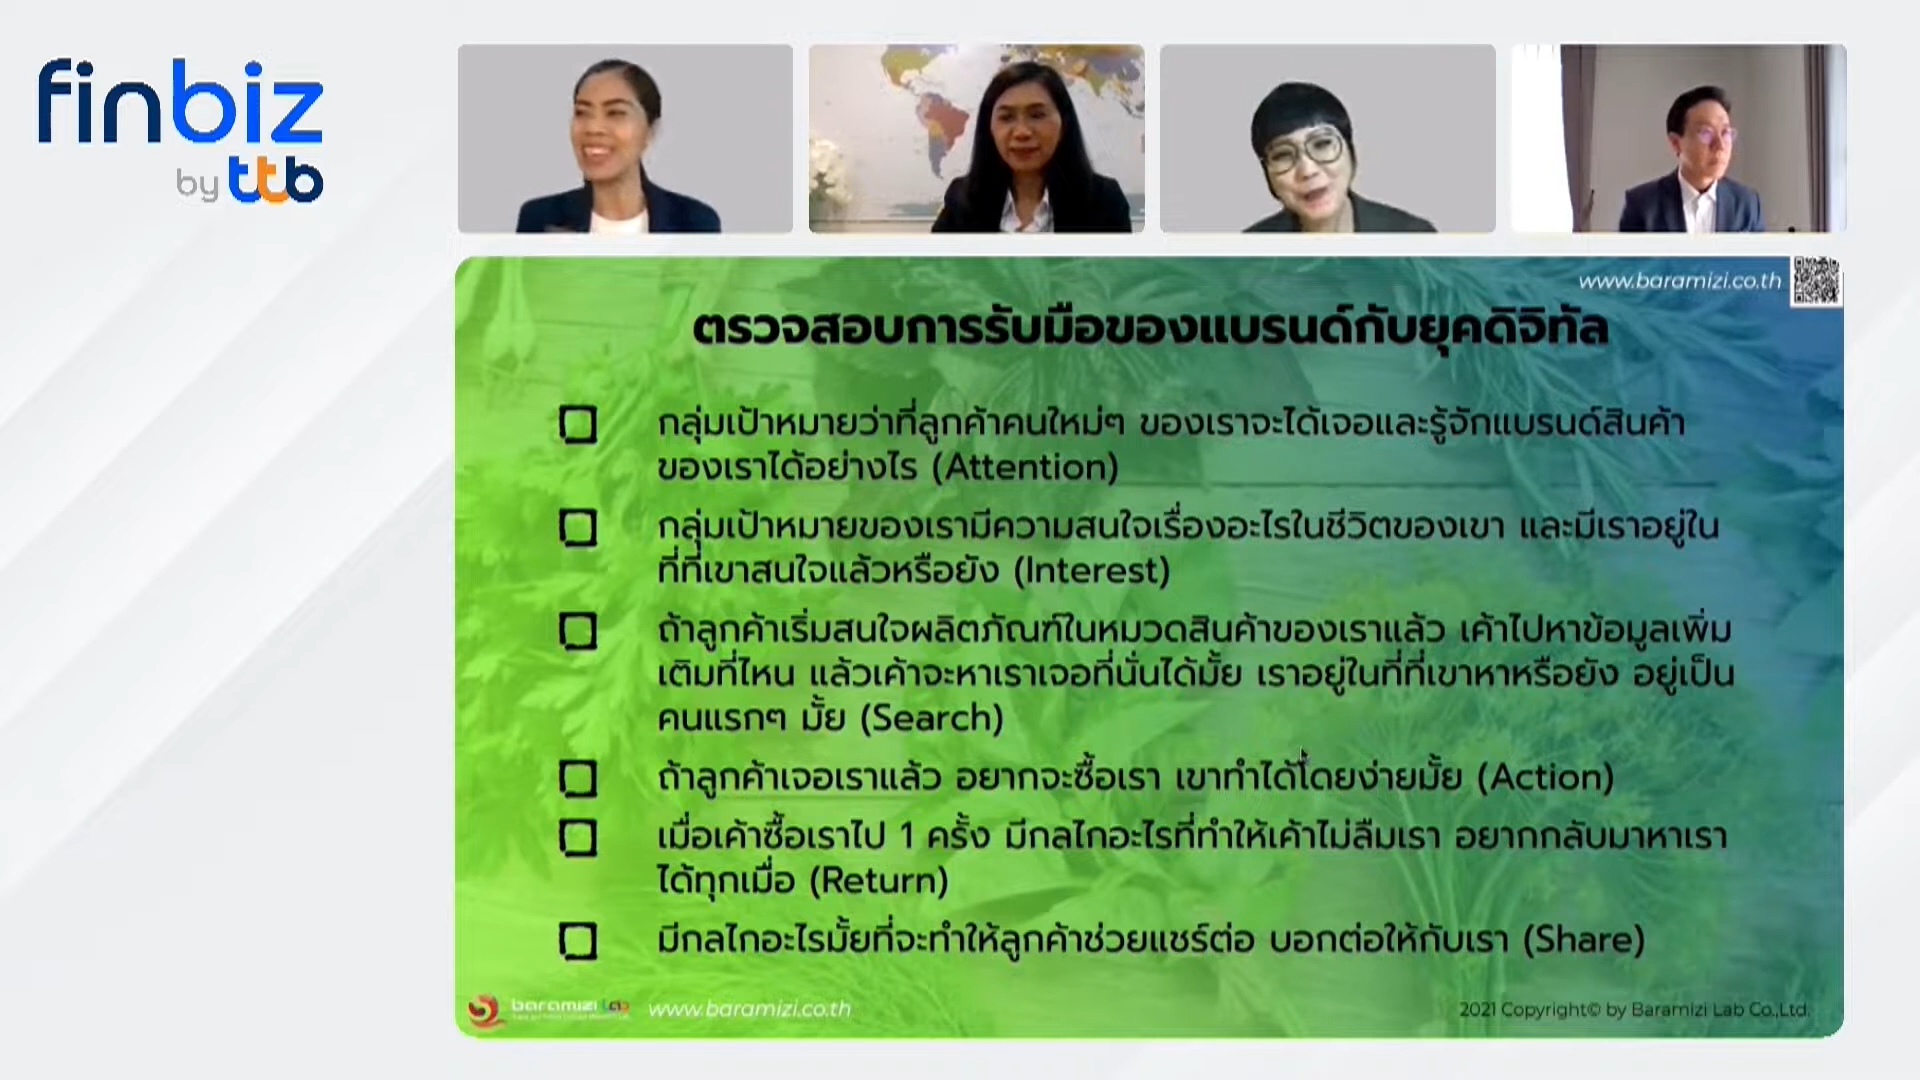 finbiz
by ttb
www.baramizi.co.th
ตรวจสอบการรับมือของแบรนด์กับยุคดิจิทัล
กลุ่มเป้าหมายว่าที่ลูกค้าคนใหม่ๆ ของเราจะได้เจอและรู้จักแบรนด์สินค้า
ของเราได้อย่างไร (Attention)
กลุ่มเป้าหมายของเรามีความสนใจเรื่องอะไรในชีวิตของเขา และมีเราอยู่ใน
ที่ที่เขาสนใจแล้วหรือยัง (Interest)
ถ้าลูกค้าเริ่มสนใจผลิตภัณฑ์ในหมวดสินค้าของเราแล้ว เค้าไปหาข้อมูลเพิ่ม
เติมที่ไหน แล้วเค้าจะหาเราเจอที่นั่นได้มั้ย เราอยู่ในที่ที่เขาหาหรือยัง อยู่เป็น
คนแรกๆ มั้ย (Search)
ถ้าลูกค้าเจอเราแล้ว อยากจะซื้อเรา เขาทำได้โดยง่ายมั้ย (Action)
เมื่อเค้าซื้อเราไป 1 ครั้ง มีกลไกอะไรที่ทำให้เค้าไม่ลืมเรา อยากกลับมาหาเรา
ได้ทุกเมื่อ (Return)
มีกลไกอะไรมั้ยที่จะทำให้ลูกค้าช่วยแชร์ต่อ บอกต่อให้กับเรา (Share)
baramizi Lab
www.baramizi.co.th
2021 Copyright© by Baramizi Lab Co.,Ltd.